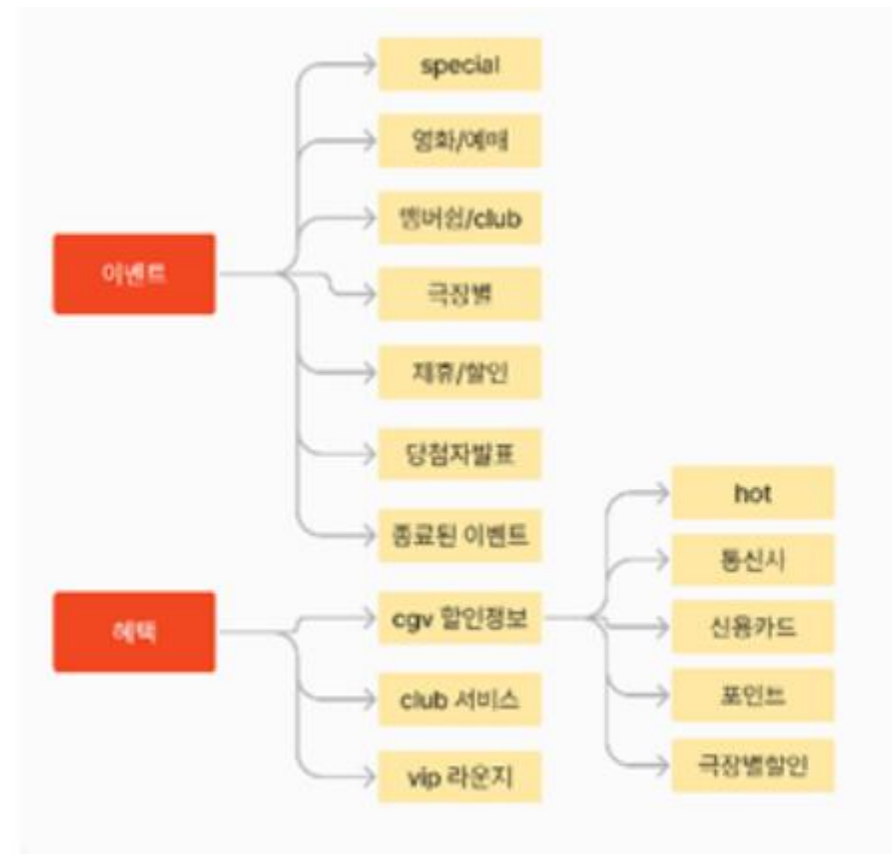 special
영화/예매
멤버쉽/club
이벤트
극장별
제휴/할인
당첨자발표
종료된 이벤트
혜택
cgv 할인정보
club 서비스
vip 라운지
hot
통신사
신용카드
포인트
극장별할인